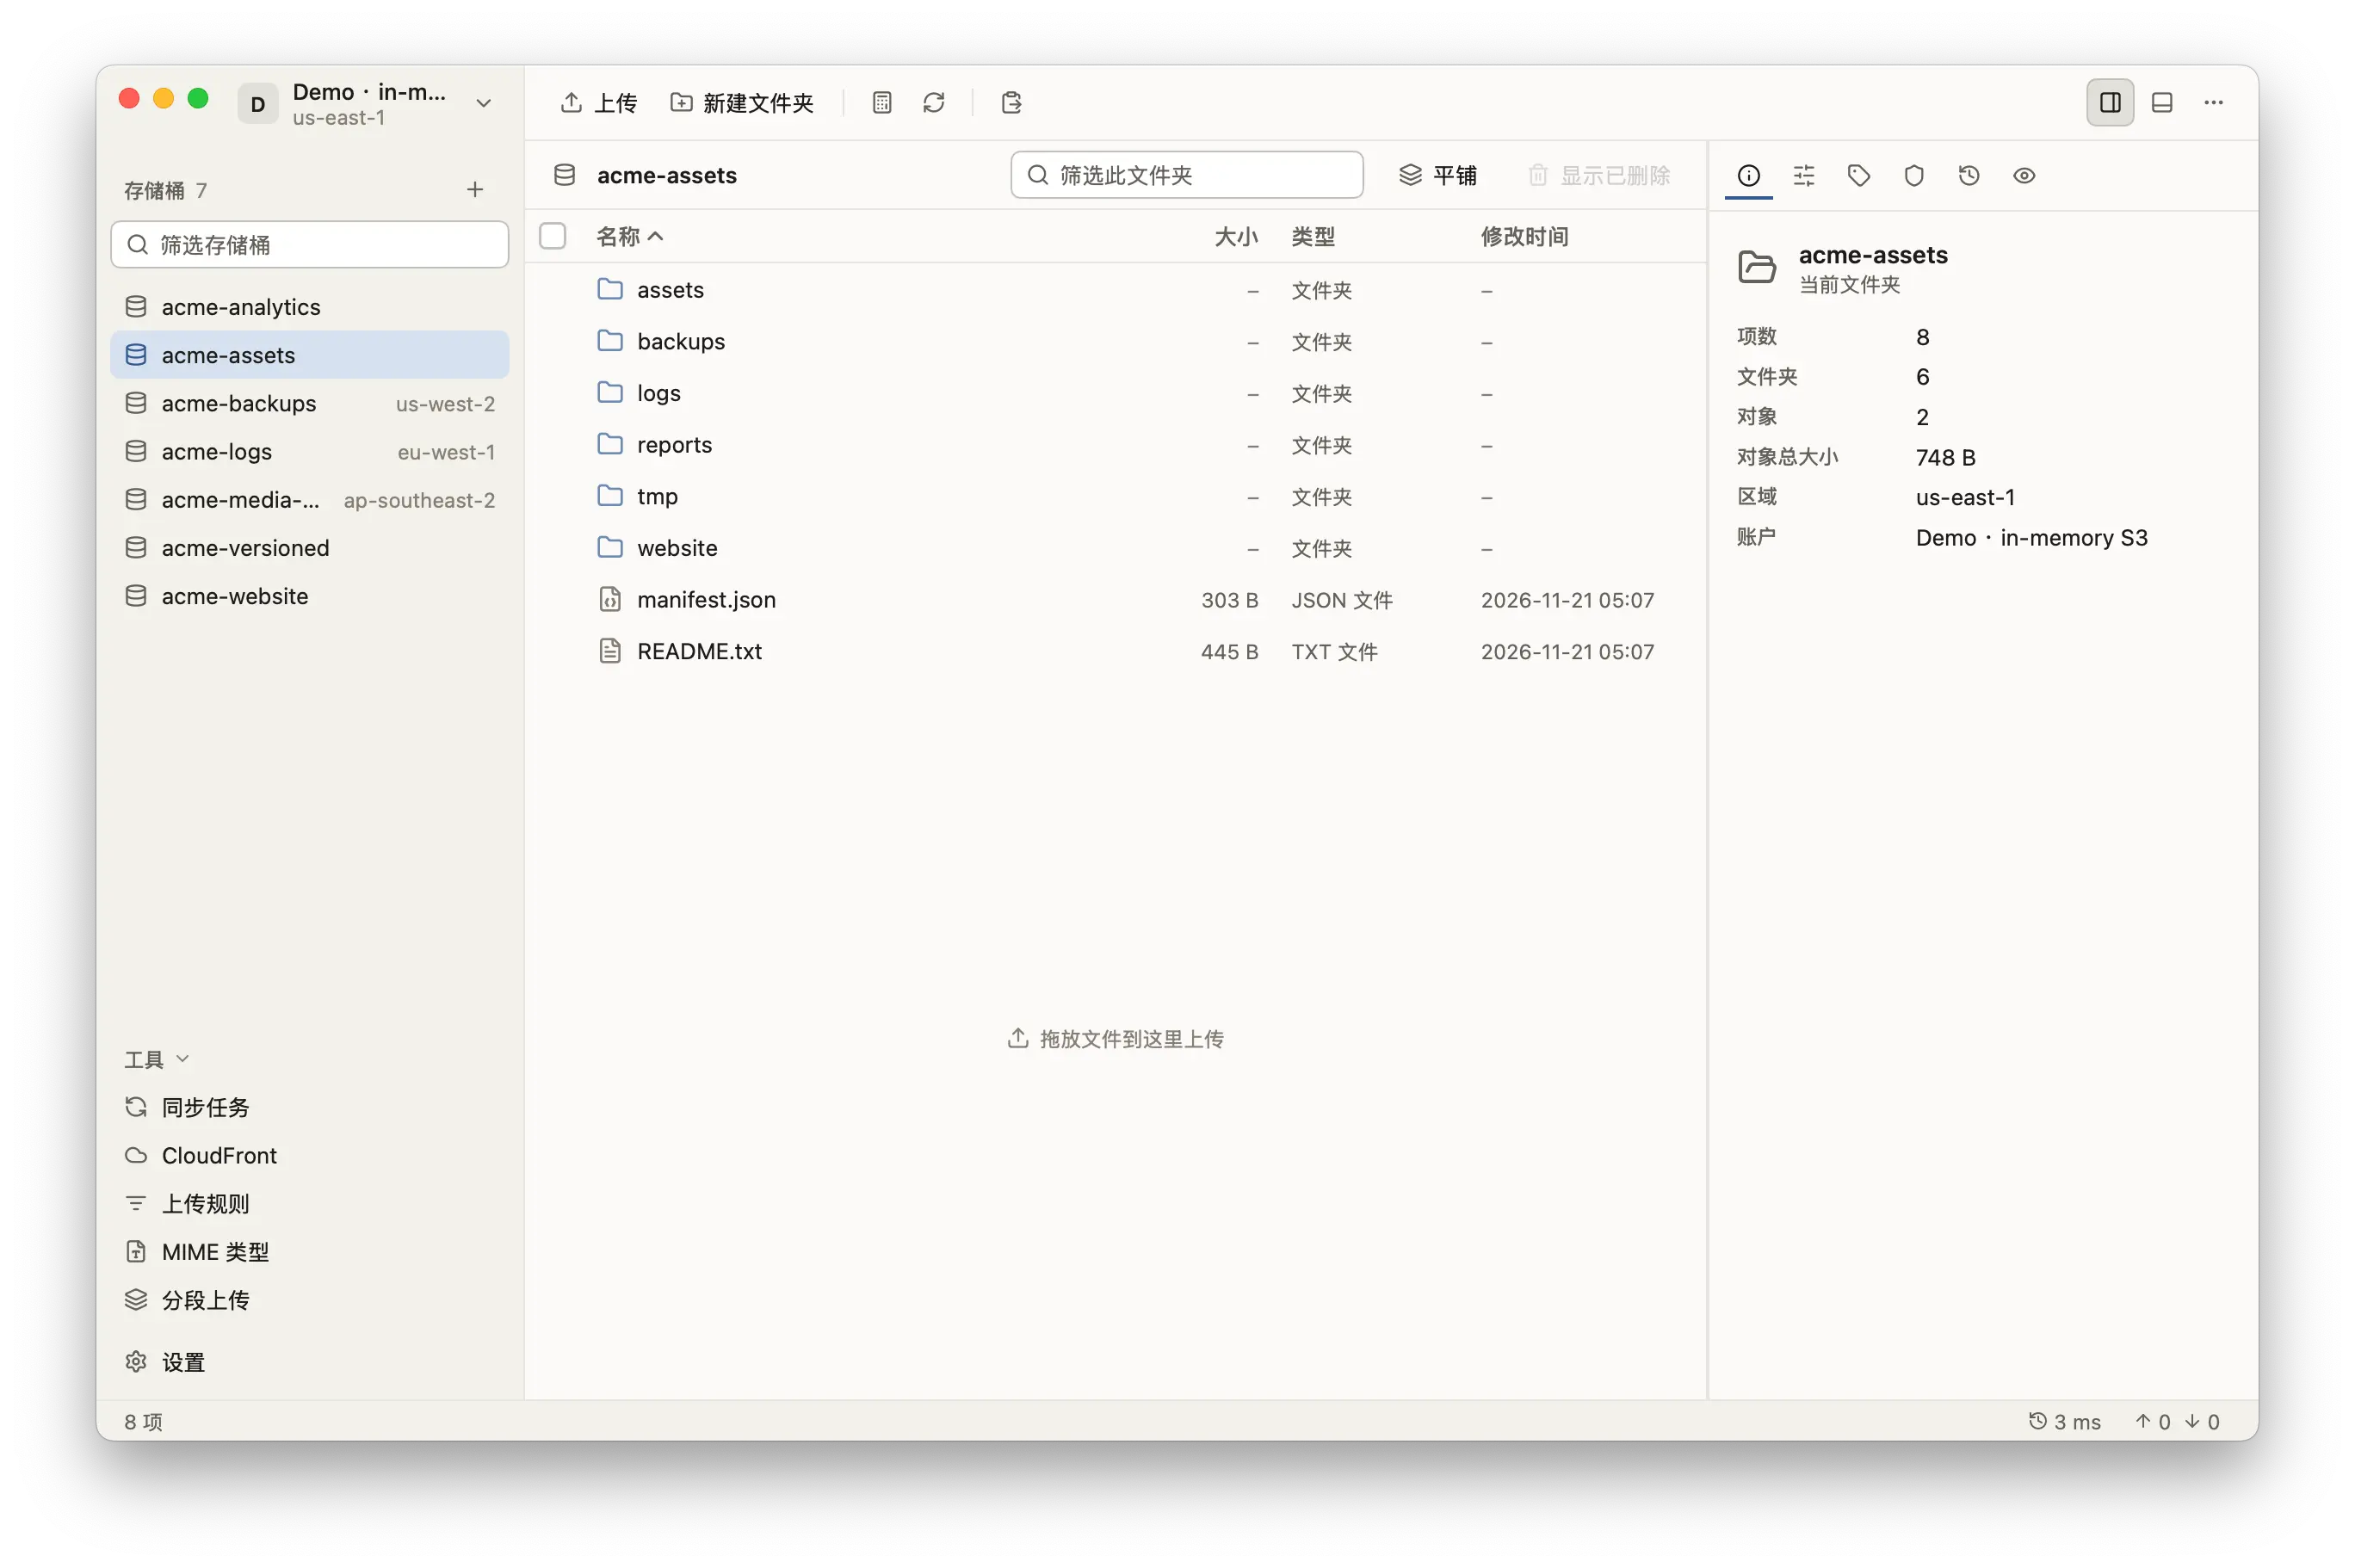 D
Demo · in-m...
us-east-1
上传
新建文件夹
存储桶 7
筛选存储桶
acme-analytics
acme-assets
acme-backups us-west-2
acme-logs eu-west-1
acme-media-... ap-southeast-2
acme-versioned
acme-website
工具
同步任务
CloudFront
上传规则
MIME 类型
分段上传
设置
acme-assets
筛选此文件夹
平铺
显示已删除
名称 大小 类型 修改时间
assets – 文件夹 –
backups – 文件夹 –
logs – 文件夹 –
reports – 文件夹 –
tmp – 文件夹 –
website – 文件夹 –
manifest.json 303 B JSON 文件 2026-11-21 05:07
README.txt 445 B TXT 文件 2026-11-21 05:07
拖放文件到这里上传
acme-assets
当前文件夹
项数 8
文件夹 6
对象 2
对象总大小 748 B
区域 us-east-1
账户 Demo · in-memory S3
8 项
3 ms
0
0